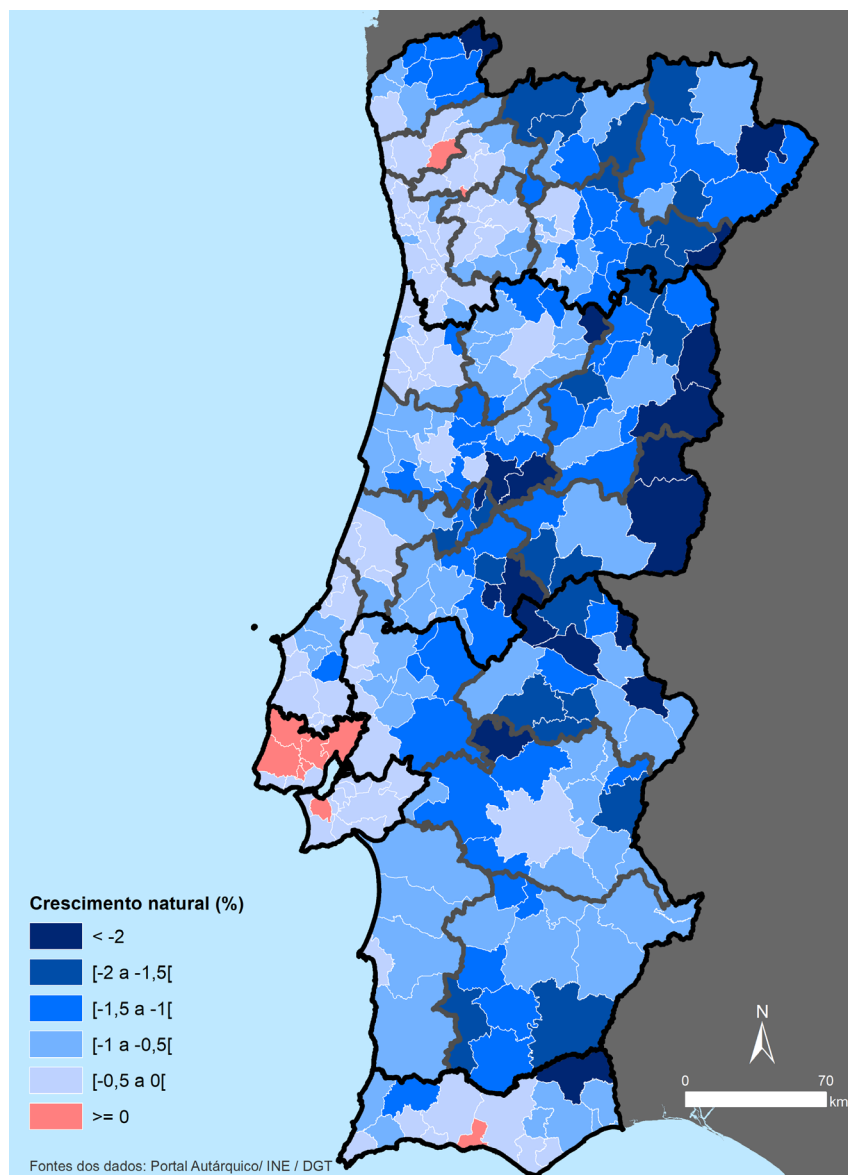 Crescimento natural (%)
< -2
[-2 a -1,5[
[-1,5 a -1[
[-1 a -0,5[
[-0,5 a 0[
>= 0
N
0 70
km
Fontes dos dados: Portal Autárquico/ INE / DGT